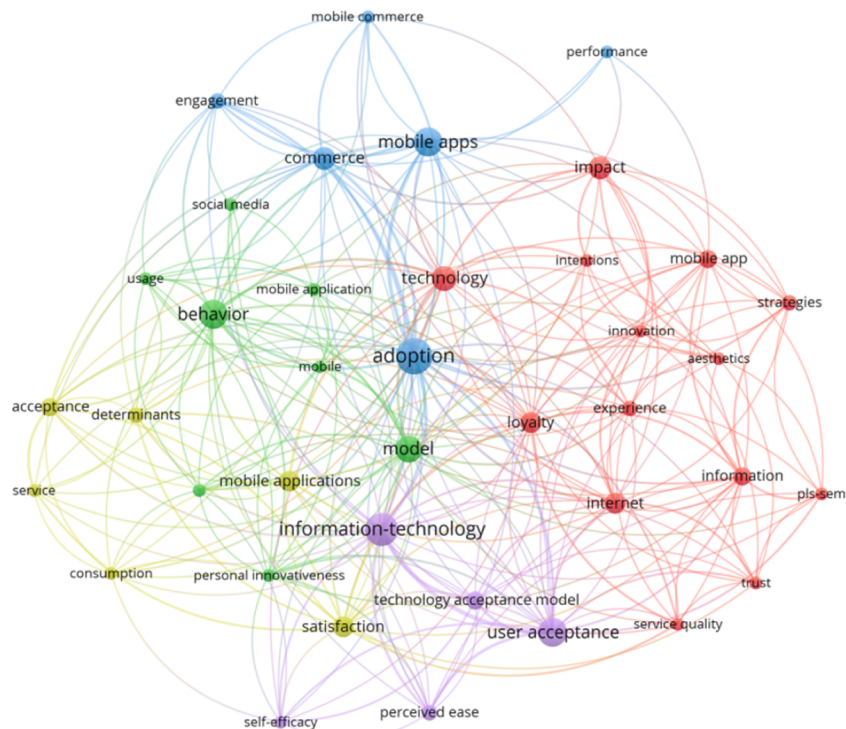 mobile commerce
performance
engagement
mobile apps
commerce
impact
social media
mobile app
intentions
usage
technology
mobile application
strategies
behavior
innovation
adoption
aesthetics
mobile
acceptance
determinants
experience
loyalty
model
information
mobile applications
service
pls-sem
internet
information-technology
consumption
personal innovativeness
trust
technology acceptance model
satisfaction
user acceptance
service quality
perceived ease
self-efficacy